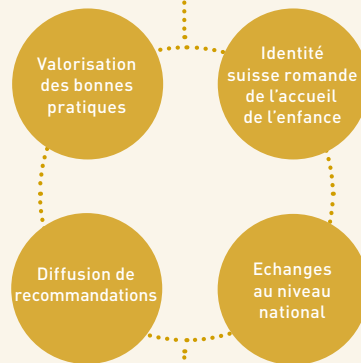 Valorisation
des bonnes
pratiques
Identité
suisse romande
de l'accueil
de l'enfance
Diffusion de
recommandations
Echanges
au niveau
national